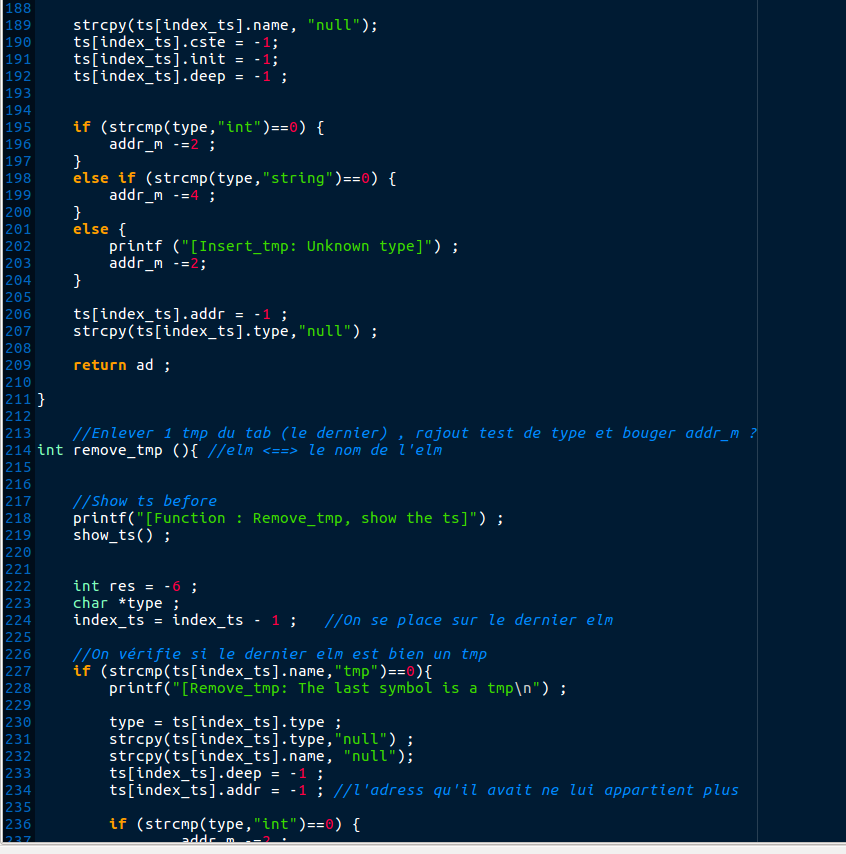 188
189 strcpy(ts[index_ts].name, "null");
190 ts[index_ts].cste = -1;
191 ts[index_ts].init = -1;
192 ts[index_ts].deep = -1 ;
193
194
195 if (strcmp(type,"int")==0) {
196 addr_m -=2 ;
197 }
198 else if (strcmp(type,"string")==0) {
199 addr_m -=4 ;
200 }
201 else {
202 printf ("[Insert_tmp: Unknown type]") ;
203 addr_m -=2;
204 }
205
206 ts[index_ts].addr = -1 ;
207 strcpy(ts[index_ts].type,"null") ;
208
209 return ad ;
210
211 }
212
213 //Enlever 1 tmp du tab (le dernier) , rajout test de type et bouger addr_m ?
214 int remove_tmp (){ //elm <==> le nom de l'elm
215
216
217 //Show ts before
218 printf("[Function : Remove_tmp, show the ts]") ;
219 show_ts() ;
220
221
222 int res = -6 ;
223 char *type ;
224 index_ts = index_ts - 1 ; //On se place sur le dernier elm
225
226 //On vérifie si le dernier elm est bien un tmp
227 if (strcmp(ts[index_ts].name,"tmp")==0){
228 printf("[Remove_tmp: The last symbol is a tmp\n") ;
229
230 type = ts[index_ts].type ;
231 strcpy(ts[index_ts].type,"null") ;
232 strcpy(ts[index_ts].name, "null");
233 ts[index_ts].deep = -1 ;
234 ts[index_ts].addr = -1 ; //l'adress qu'il avait ne lui appartient plus
235
236 if (strcmp(type,"int")==0) {
237 addr_m -=2 ;